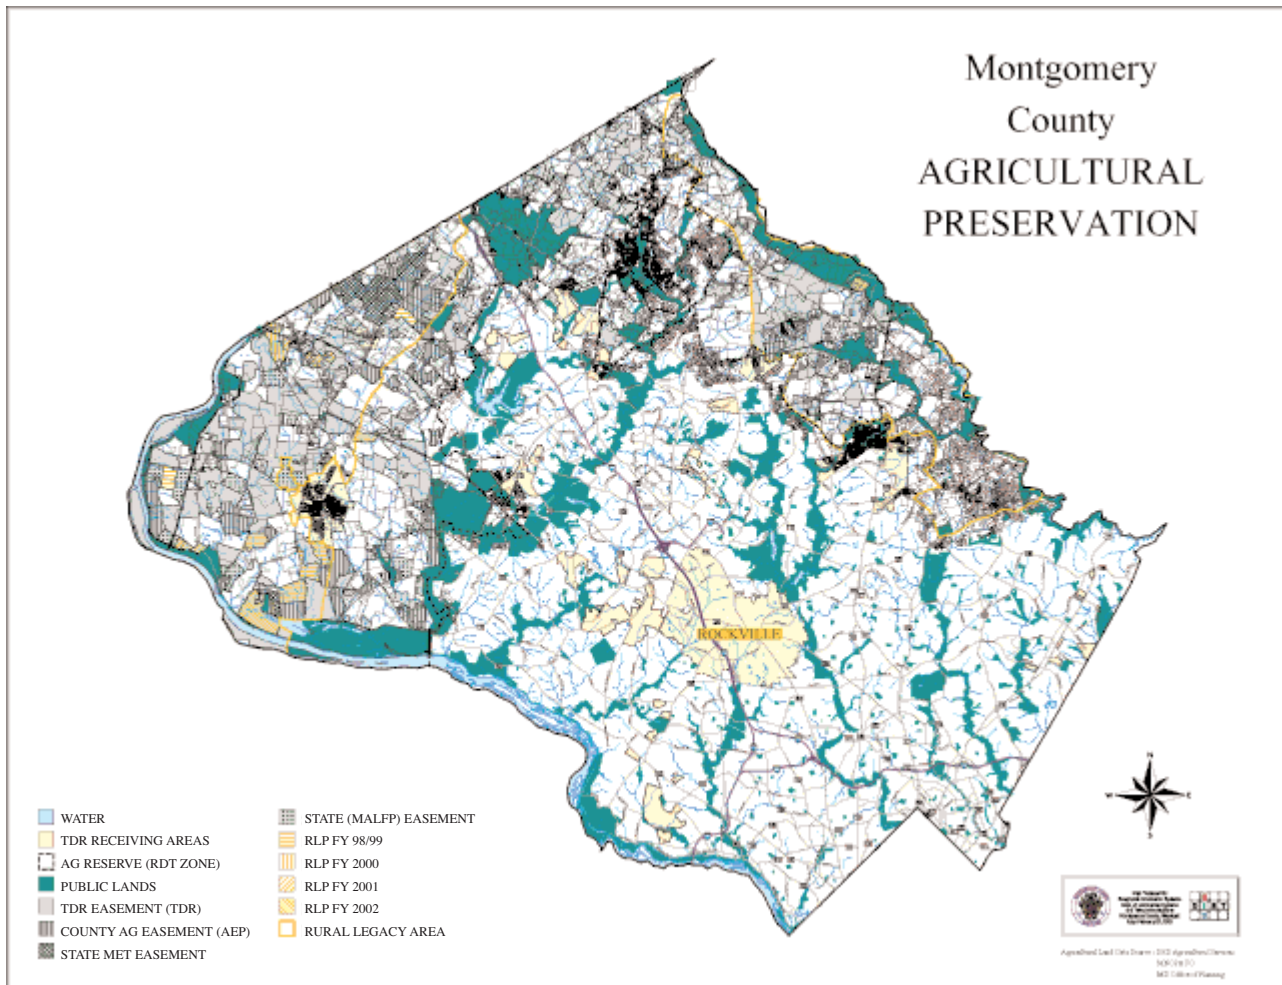 Montgomery
County
AGRICULTURAL
PRESERVATION
ROCKVILLE
WATER
TDR RECEIVING AREAS
AG RESERVE (RDT ZONE)
PUBLIC LANDS
TDR EASEMENT (TDR)
COUNTY AG EASEMENT (AEP)
STATE MET EASEMENT
STATE (MALFP) EASEMENT
RLP FY 98/99
RLP FY 2000
RLP FY 2001
RLP FY 2002
RURAL LEGACY AREA
N
W E
S